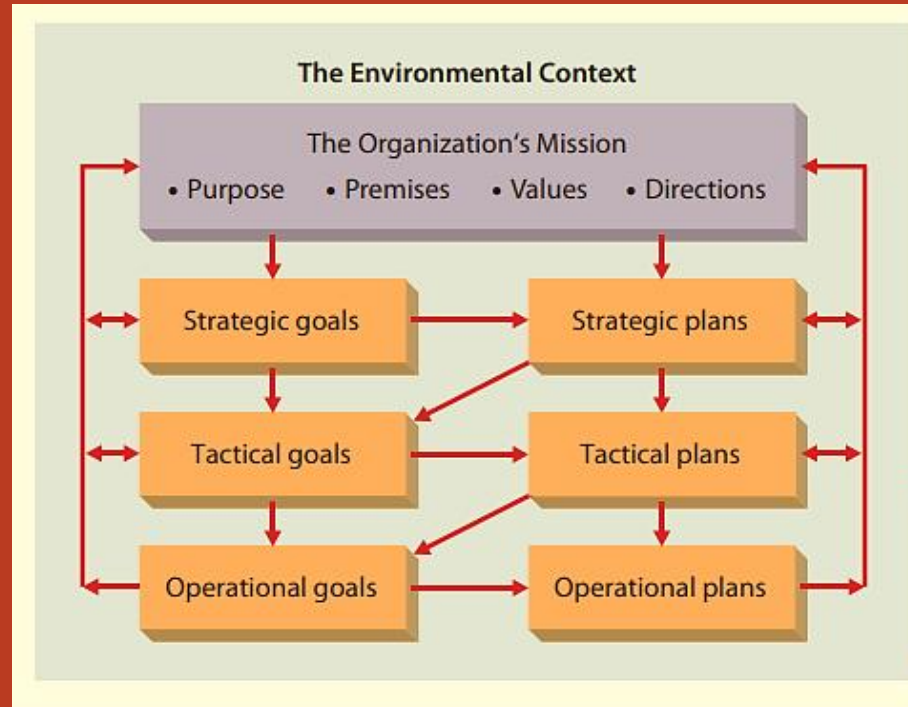 The Environmental Context
The Organization's Mission
• Purpose • Premises • Values • Directions
Strategic goals
Strategic plans
Tactical goals
Tactical plans
Operational goals
Operational plans